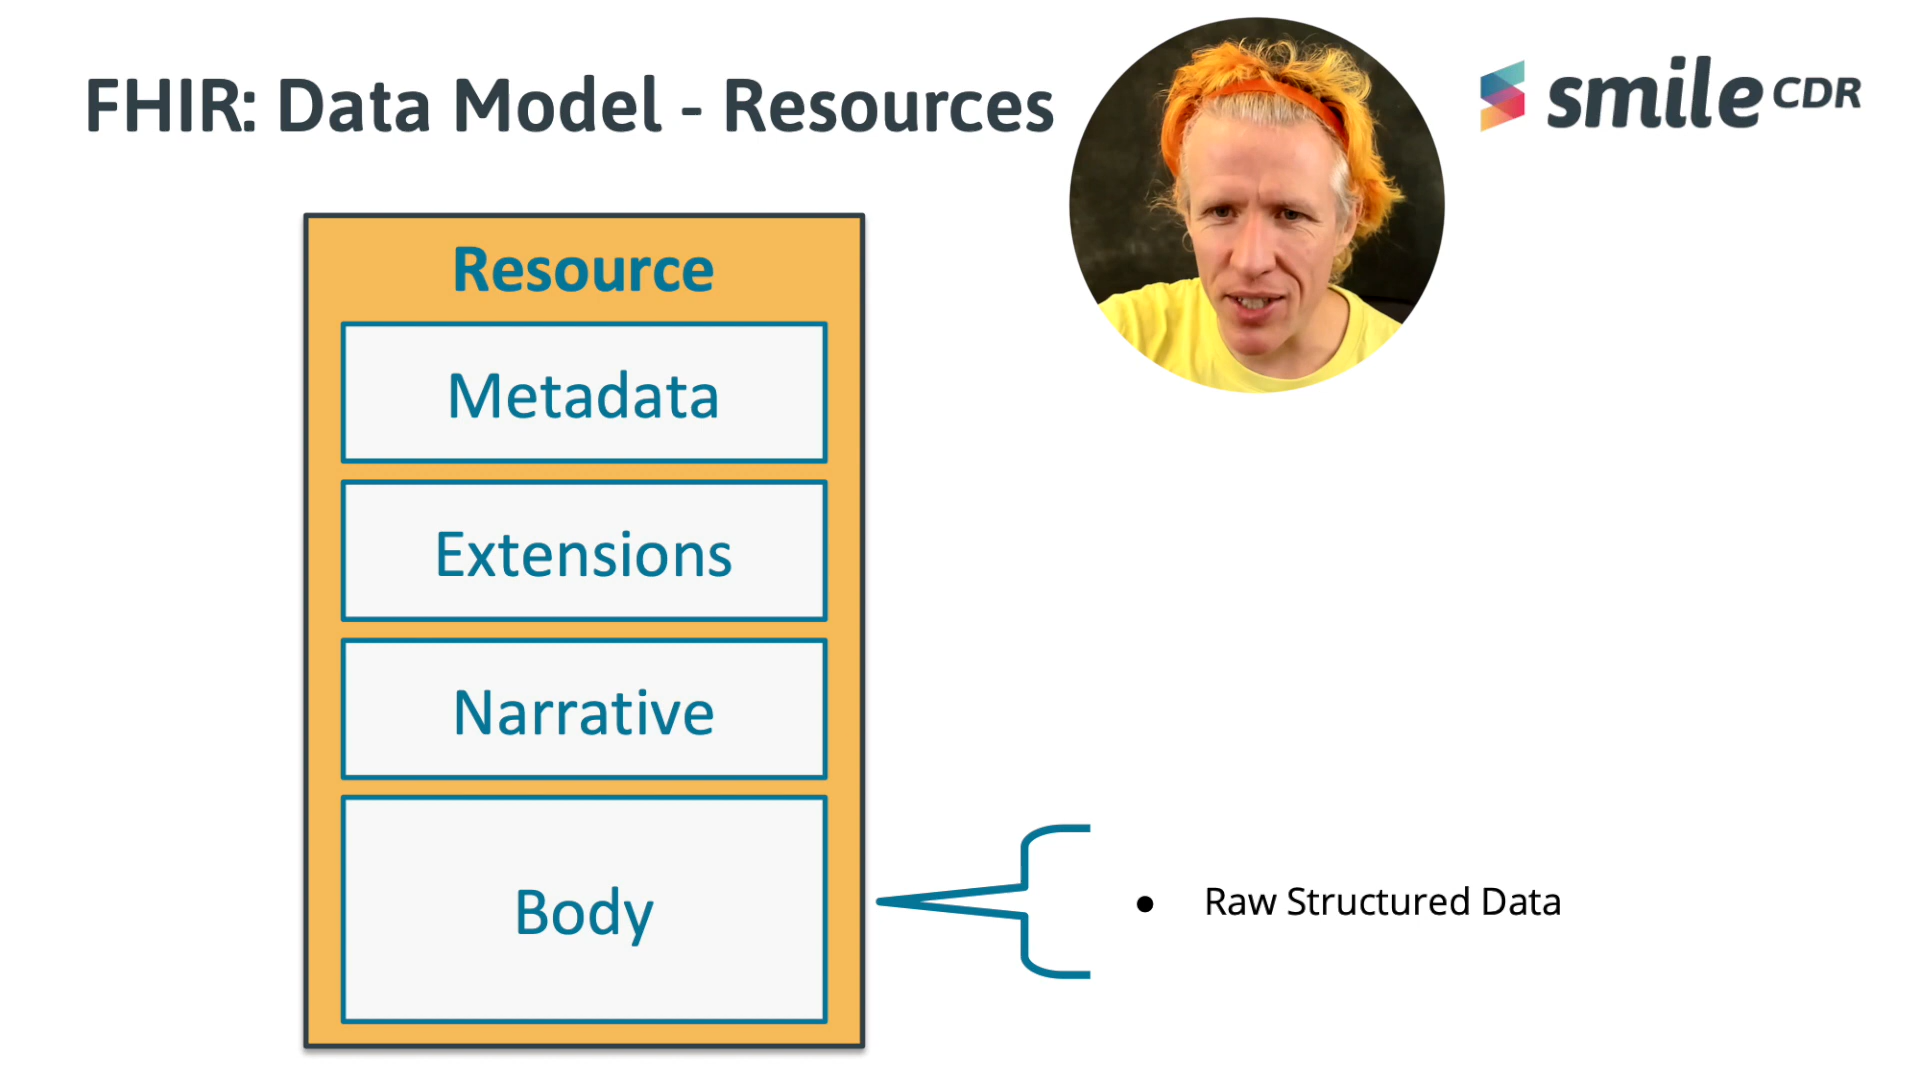 FHIR: Data Model - Resources
smile CDR
Resource
Metadata
Extensions
Narrative
Body
● Raw Structured Data